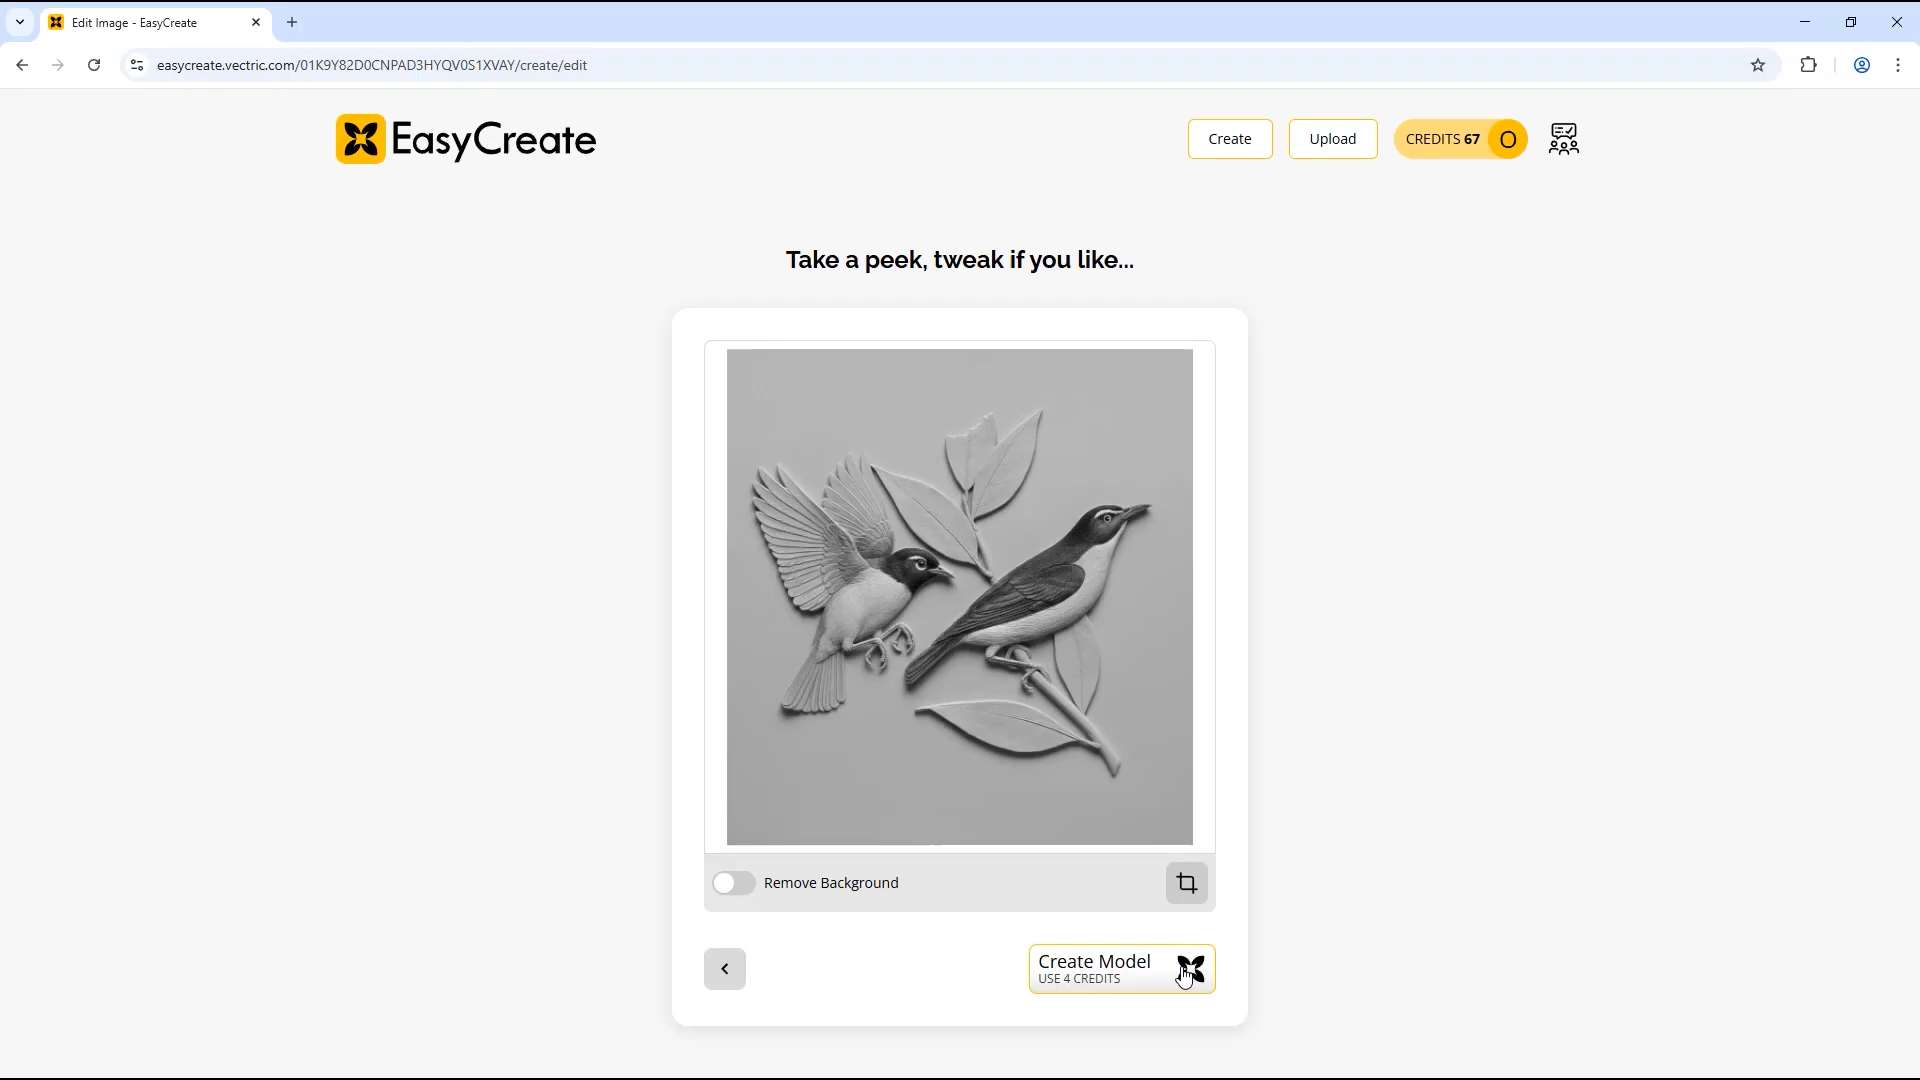 Edit Image - EasyCreate
easycreate.vectric.com/01K9Y82D0CNPAD3HYQV0S1XVAY/create/edit
EasyCreate
Create
Upload
CREDITS 67
Take a peek, tweak if you like...
Remove Background
Create Model
USE 4 CREDITS